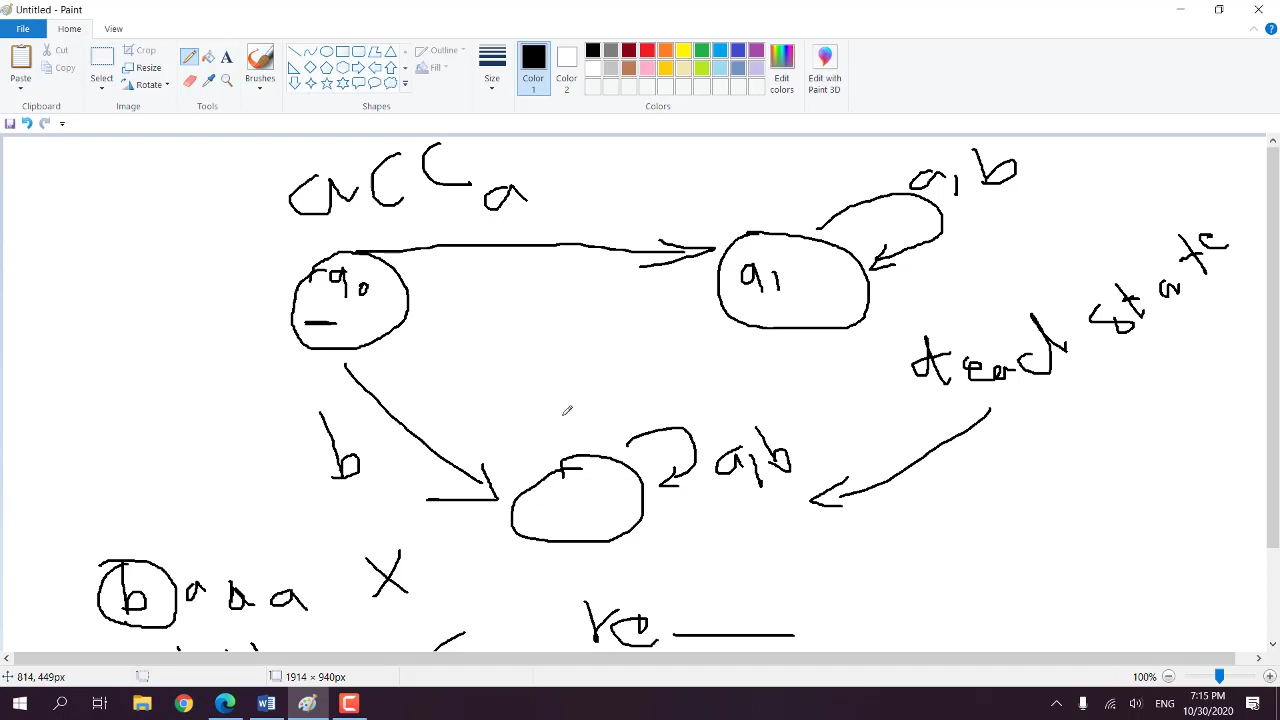 Untitled - Paint
File Home View
Paste Cut Copy Select Crop Resize Rotate Brushes Outline Fill Size Color 1 Color 2 Edit colors Edit with Paint 3D
Clipboard Image Tools Shapes Colors
a a,b
q0 q1
dead state
b a,b
b a a a X
re
814, 449px 1914 × 940px 100%
ENG 7:15 PM
10/30/2020